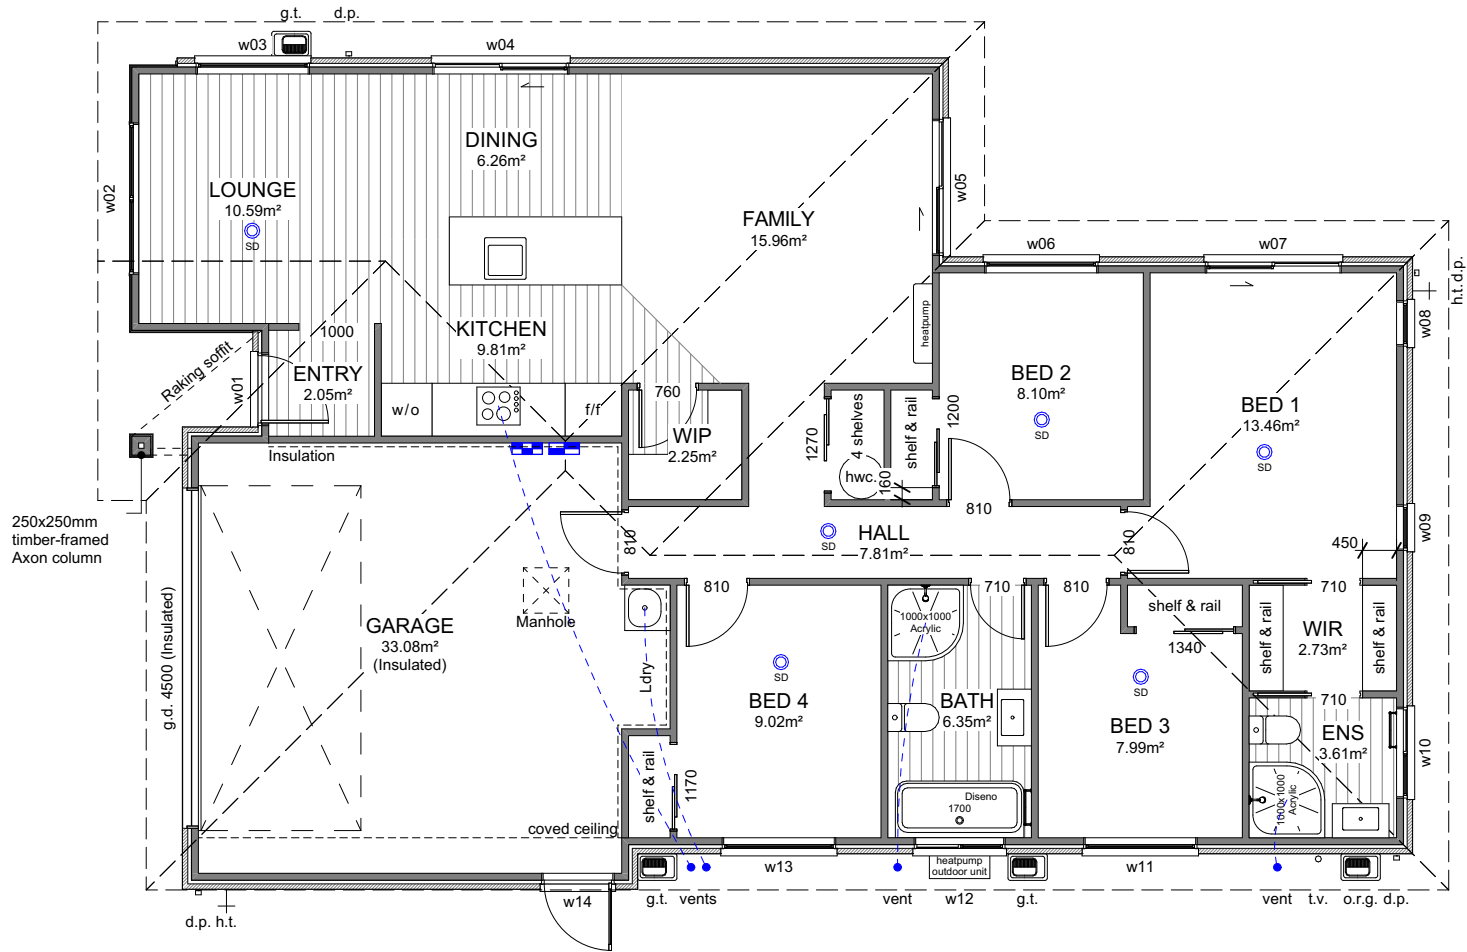 g.t.
d.p.
w03
w04
DINING
6.26m²
LOUNGE
10.59m²
SD
w02
w05
FAMILY
15.96m²
w06
w07
h.t. d.p.
w08
heatpump
KITCHEN
9.81m²
1000
Raking soffit
w01
ENTRY
2.05m²
w/o
f/f
760
WIP
2.25m²
1270
4 shelves
hwc.
160
shelf & rail
1200
BED 2
8.10m²
SD
BED 1
13.46m²
SD
Insulation
250x250mm
timber-framed
Axon column
810
810
SD
HALL
7.81m²
810
w09
450
g.d. 4500 (Insulated)
GARAGE
33.08m²
(Insulated)
Manhole
Ldry
810
1000x1000
Acrylic
710
810
shelf & rail
1340
710
shelf & rail
WIR
2.73m²
shelf & rail
710
SD
BED 4
9.02m²
BATH
6.35m²
SD
BED 3
7.99m²
ENS
3.61m²
w10
shelf & rail
1170
Diseno
1700
1000x1000
Acrylic
coved ceiling
w13
heatpump
outdoor unit
w11
d.p. h.t.
w14
g.t.
vents
vent
w12
g.t.
vent
t.v.
o.r.g.
d.p.